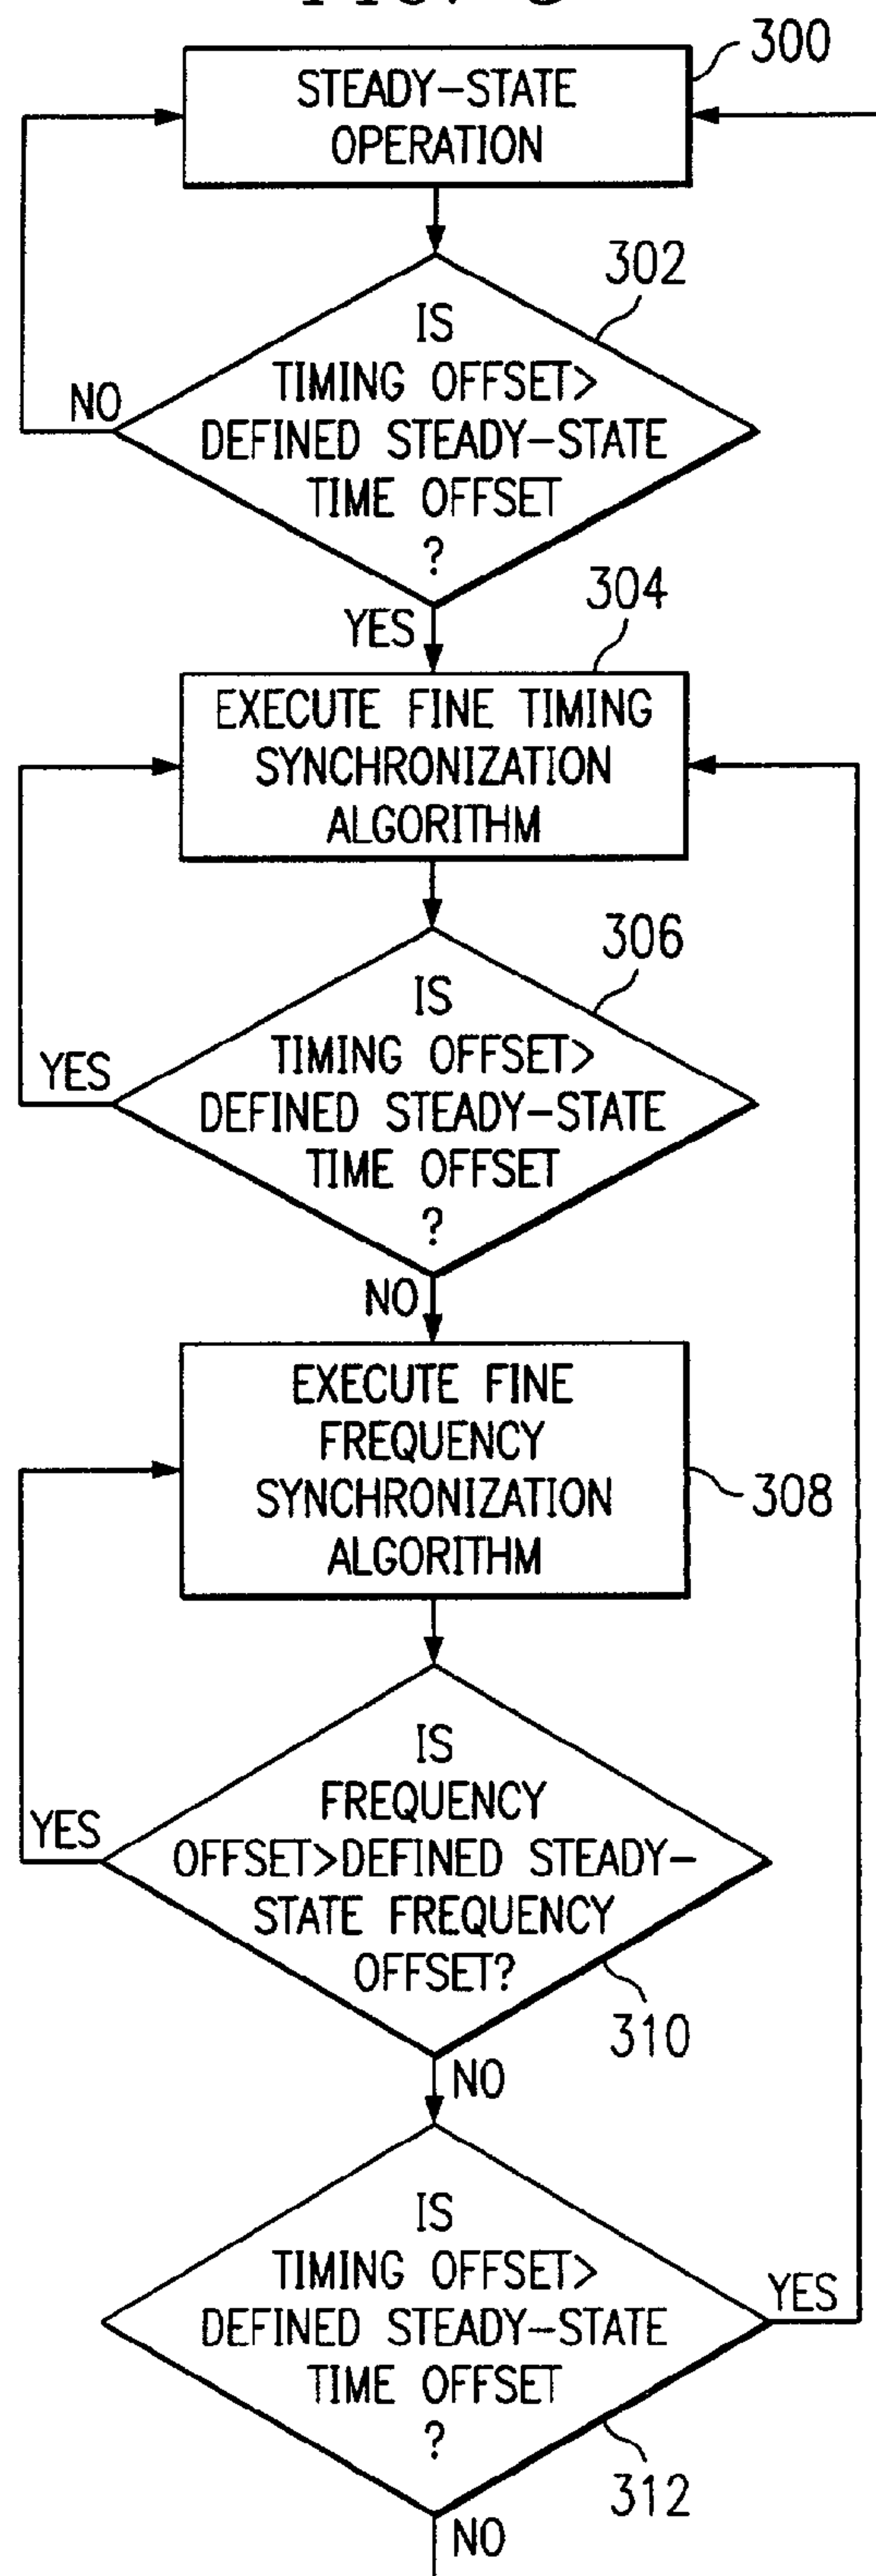 300
STEADY-STATE
OPERATION
302
IS
TIMING OFFSET>
DEFINED STEADY-STATE
TIME OFFSET
?
NO
YES
304
EXECUTE FINE TIMING
SYNCHRONIZATION
ALGORITHM
306
IS
TIMING OFFSET>
DEFINED STEADY-STATE
TIME OFFSET
?
YES
NO
EXECUTE FINE
FREQUENCY
SYNCHRONIZATION
ALGORITHM
308
IS
FREQUENCY
OFFSET>DEFINED STEADY-
STATE FREQUENCY
OFFSET?
YES
310
NO
IS
TIMING OFFSET>
DEFINED STEADY-STATE
TIME OFFSET
?
YES
312
NO